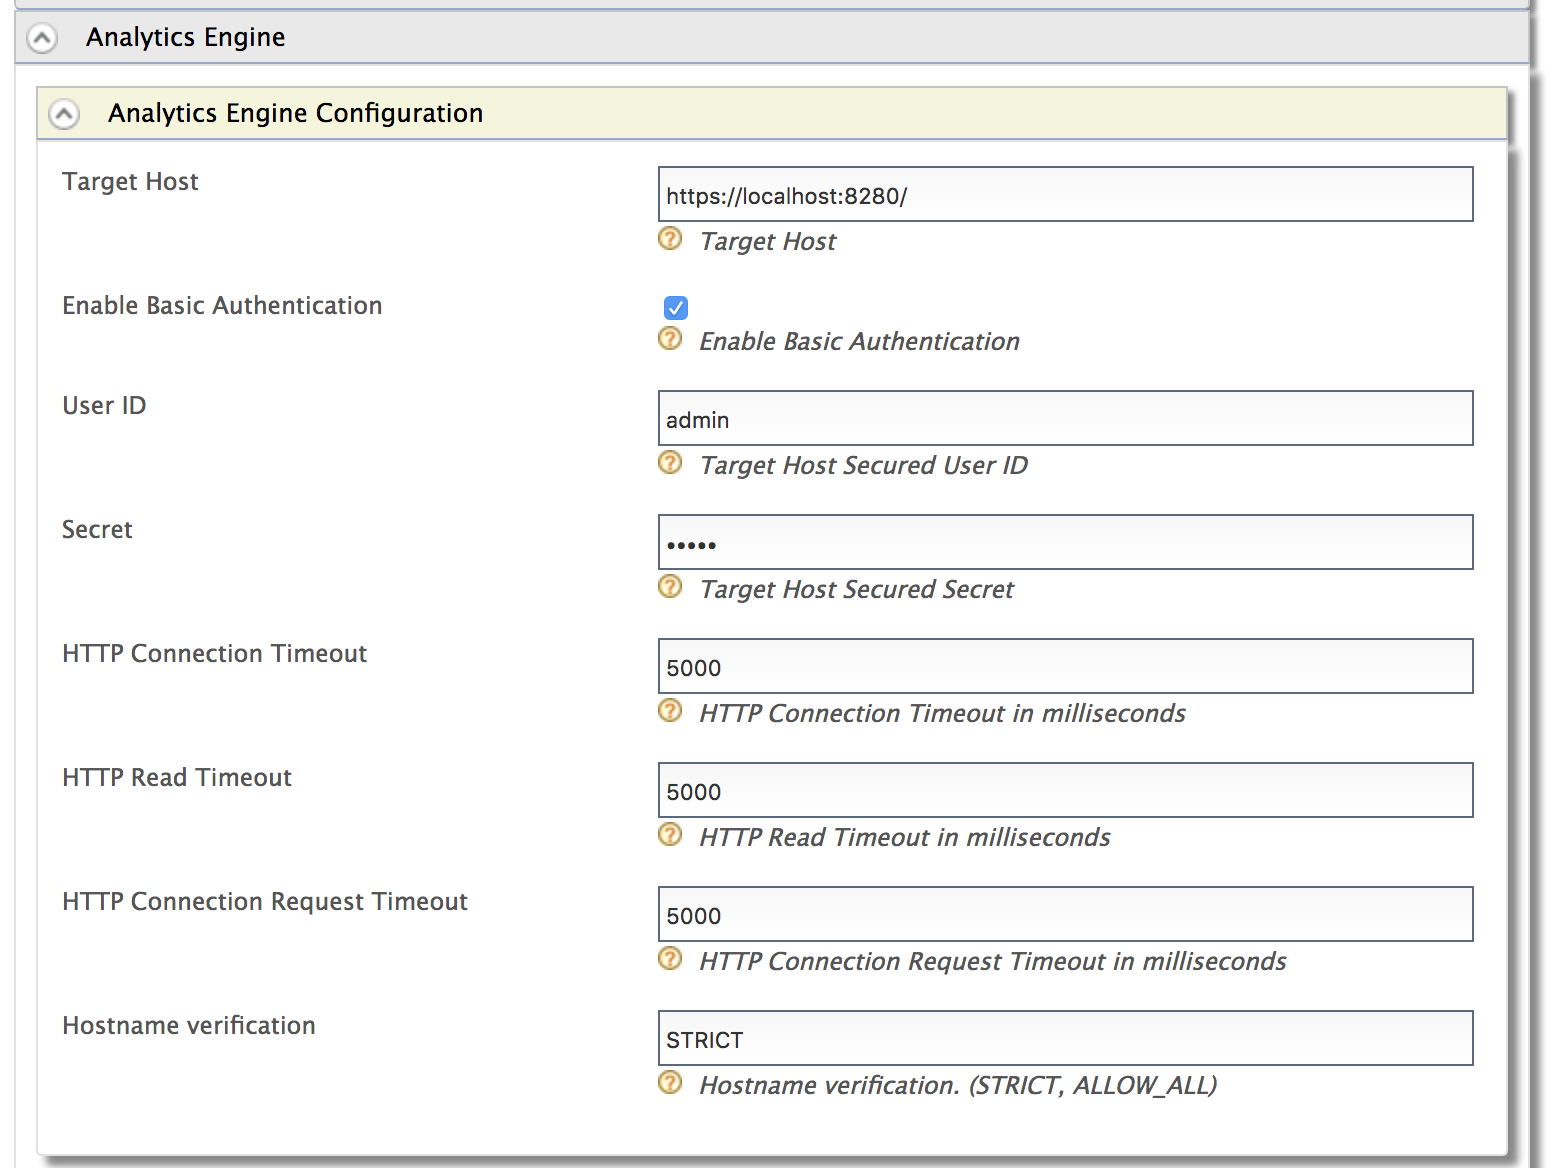 Analytics Engine
Analytics Engine Configuration
Target Host
https://localhost:8280/
? Target Host
Enable Basic Authentication
? Enable Basic Authentication
User ID
admin
? Target Host Secured User ID
Secret
•••••
? Target Host Secured Secret
HTTP Connection Timeout
5000
? HTTP Connection Timeout in milliseconds
HTTP Read Timeout
5000
? HTTP Read Timeout in milliseconds
HTTP Connection Request Timeout
5000
? HTTP Connection Request Timeout in milliseconds
Hostname verification
STRICT
? Hostname verification. (STRICT, ALLOW_ALL)